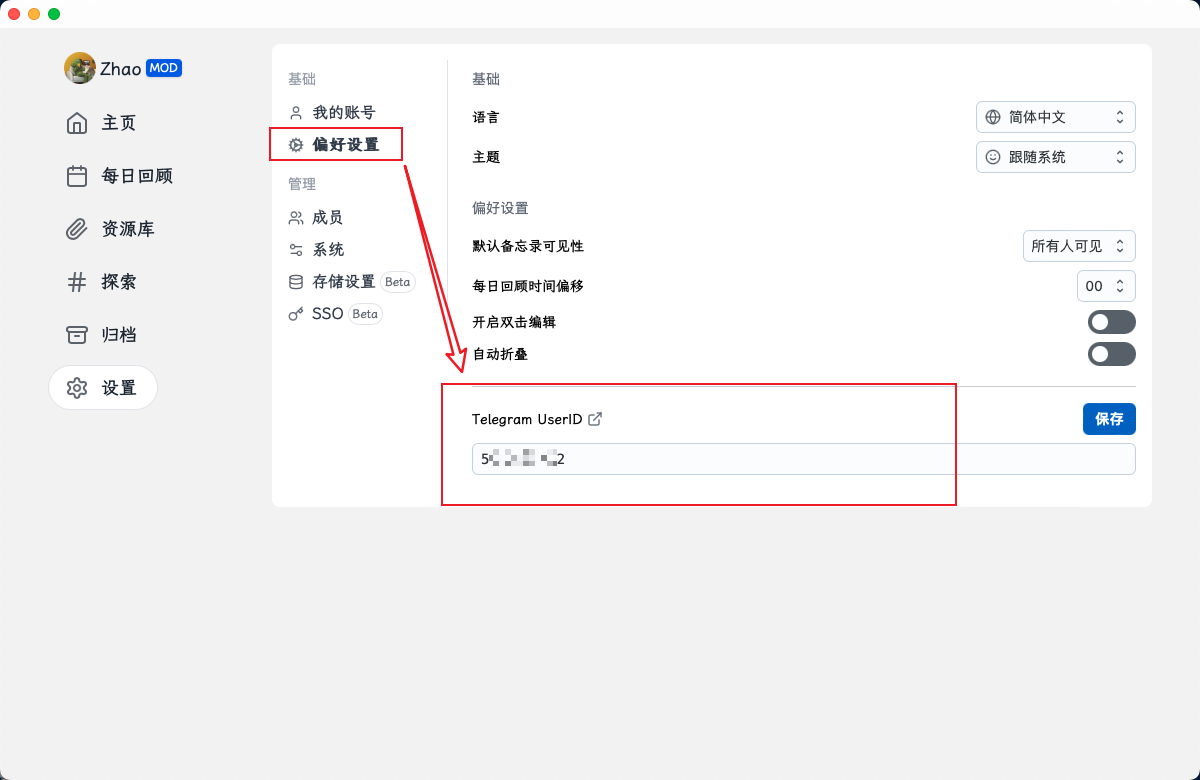 Zhao MOD
主页
每日回顾
资源库
探索
归档
设置
基础
我的账号
偏好设置
管理
成员
系统
存储设置 Beta
SSO Beta
基础
语言 简体中文
主题 跟随系统
偏好设置
默认备忘录可见性 所有人可见
每日回顾时间偏移 00
开启双击编辑
自动折叠
Telegram UserID 保存